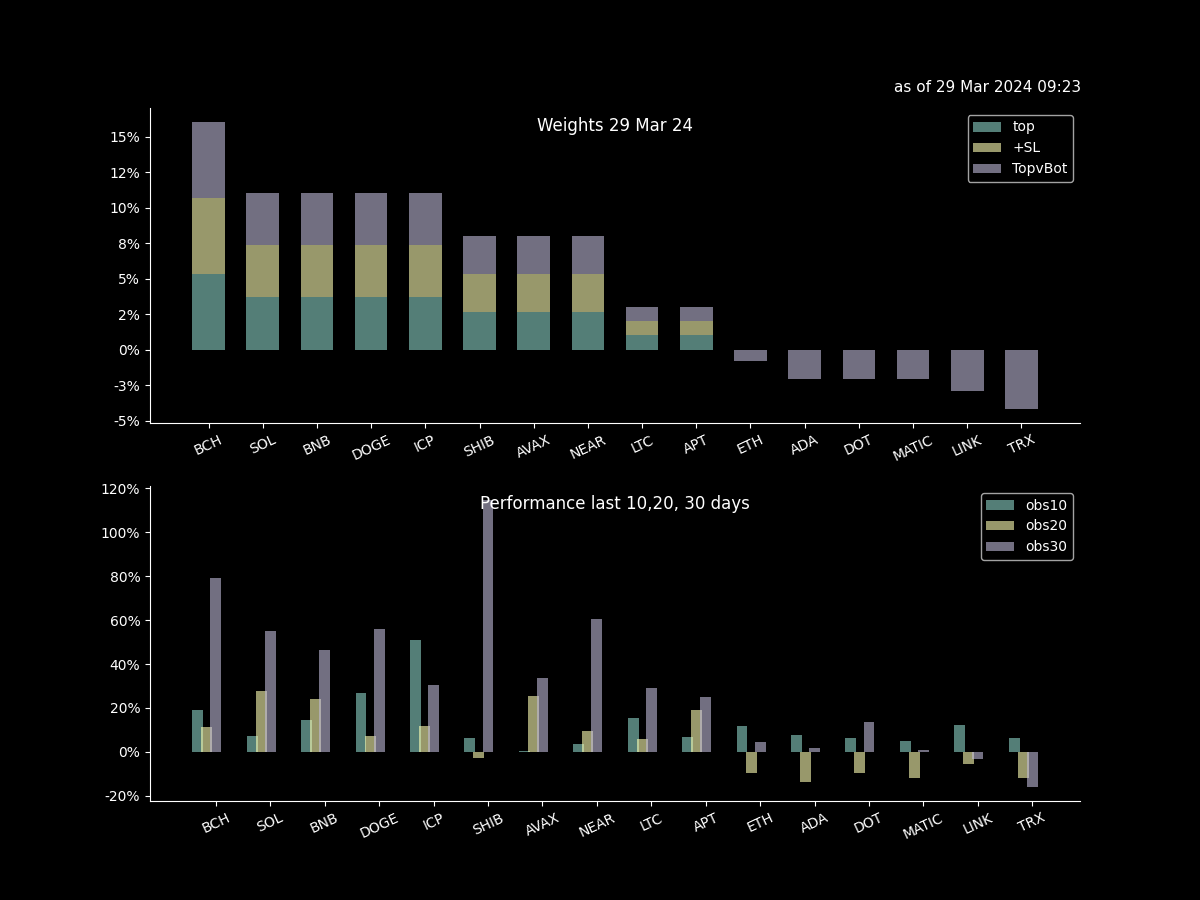 as of 29 Mar 2024 09:23
Weights 29 Mar 24
top
+SL
TopvBot
15%
12%
10%
8%
5%
2%
0%
-3%
-5%
BCH SOL BNB DOGE ICP SHIB AVAX NEAR LTC APT ETH ADA DOT MATIC LINK TRX
Performance last 10,20, 30 days
obs10
obs20
obs30
120%
100%
80%
60%
40%
20%
0%
-20%
BCH SOL BNB DOGE ICP SHIB AVAX NEAR LTC APT ETH ADA DOT MATIC LINK TRX